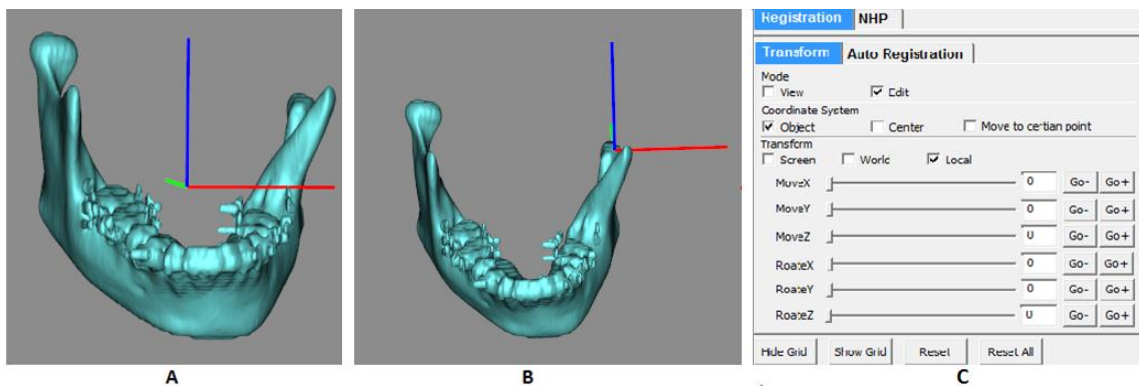 Registration NHP
Transform Auto Registration
Mode
View Edit
Coordinate System
Object Center Move to certian point
Transform
Screen World Local
MoveX 0 Go- Go+
MoveY 0 Go- Go+
MoveZ 0 Go- Go+
RoateX 0 Go- Go+
RoateY 0 Go- Go+
RoateZ 0 Go- Go+
Hide Grid Show Grid Reset Reset All
A B C